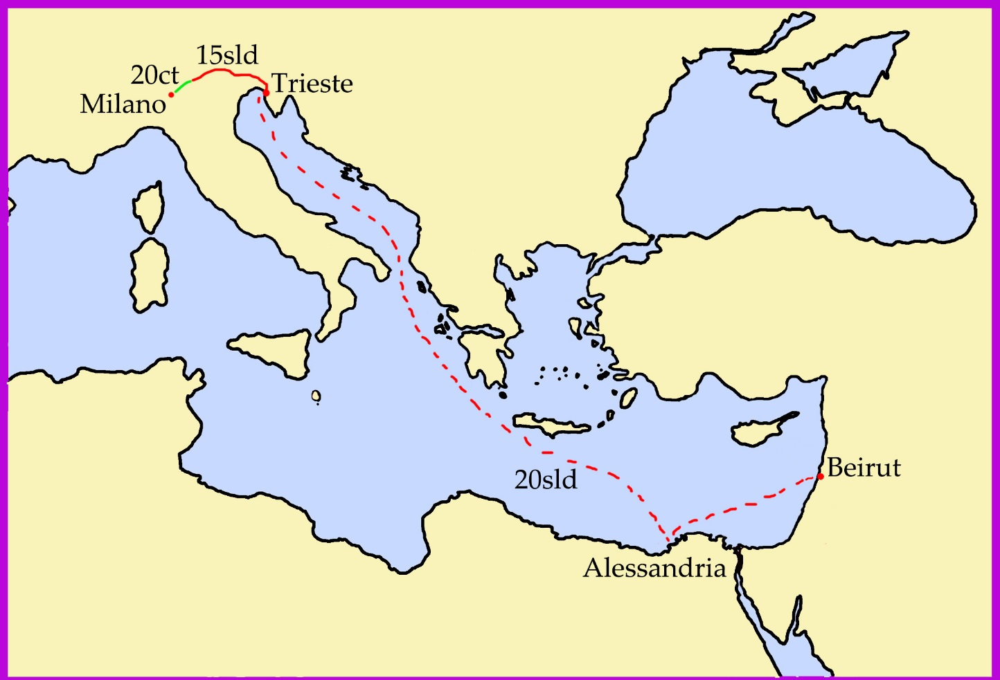 15sld
20ct
Trieste
Milano
Beirut
20sld
Alessandria